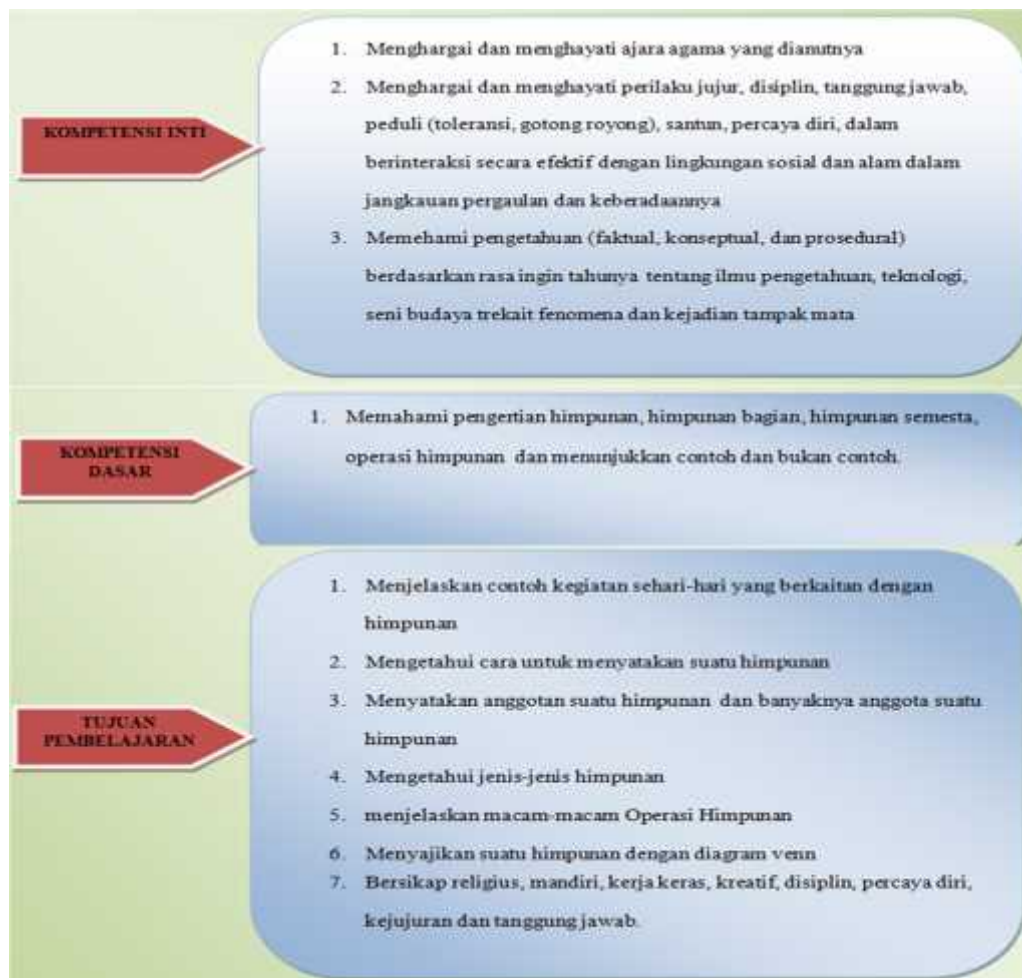 KOMPETENSI INTI
1. Menghargai dan menghayati ajara agama yang dianutnya
2. Menghargai dan menghayati perilaku jujur, disiplin, tanggung jawab,
peduli (toleransi, gotong royong), santun, percaya diri, dalam
berinteraksi secara efektif dengan lingkungan sosial dan alam dalam
jangkauan pergaulan dan keberadaannya
3. Memehami pengetahuan (faktual, konseptual, dan prosedural)
berdasarkan rasa ingin tahunya tentang ilmu pengetahuan, teknologi,
seni budaya trekait fenomena dan kejadian tampak mata
KOMPETENSI
DASAR
1. Memahami pengertian himpunan, himpunan bagian, himpunan semesta,
operasi himpunan dan menunjukkan contoh dan bukan contoh.
TUJUAN
PEMBELAJARAN
1. Menjelaskan contoh kegiatan sehari-hari yang berkaitan dengan
himpunan
2. Mengetahui cara untuk menyatakan suatu himpunan
3. Menyatakan anggotan suatu himpunan dan banyaknya anggota suatu
himpunan
4. Mengetahui jenis-jenis himpunan
5. menjelaskan macam-macam Operasi Himpunan
6. Menyajikan suatu himpunan dengan diagram venn
7. Bersikap religius, mandiri, kerja keras, kreatif, disiplin, percaya diri,
kejujuran dan tanggung jawab.